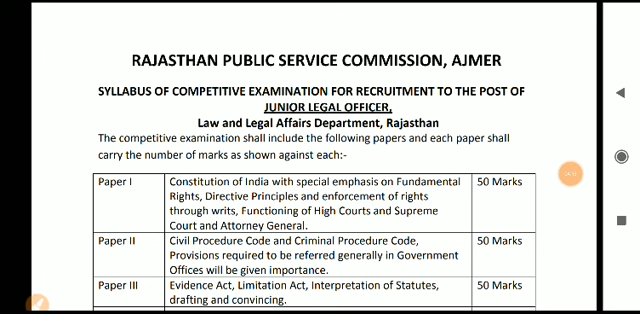 RAJASTHAN PUBLIC SERVICE COMMISSION, AJMER
SYLLABUS OF COMPETITIVE EXAMINATION FOR RECRUITMENT TO THE POST OF
JUNIOR LEGAL OFFICER,
Law and Legal Affairs Department, Rajasthan
The competitive examination shall include the following papers and each paper shall
carry the number of marks as shown against each:-
Paper I Constitution of India with special emphasis on Fundamental 50 Marks
Rights, Directive Principles and enforcement of rights
through writs, Functioning of High Courts and Supreme
Court and Attorney General.
Paper II Civil Procedure Code and Criminal Procedure Code, 50 Marks
Provisions required to be referred generally in Government
Offices will be given importance.
Paper III Evidence Act, Limitation Act, Interpretation of Statutes, 50 Marks
drafting and convincing.